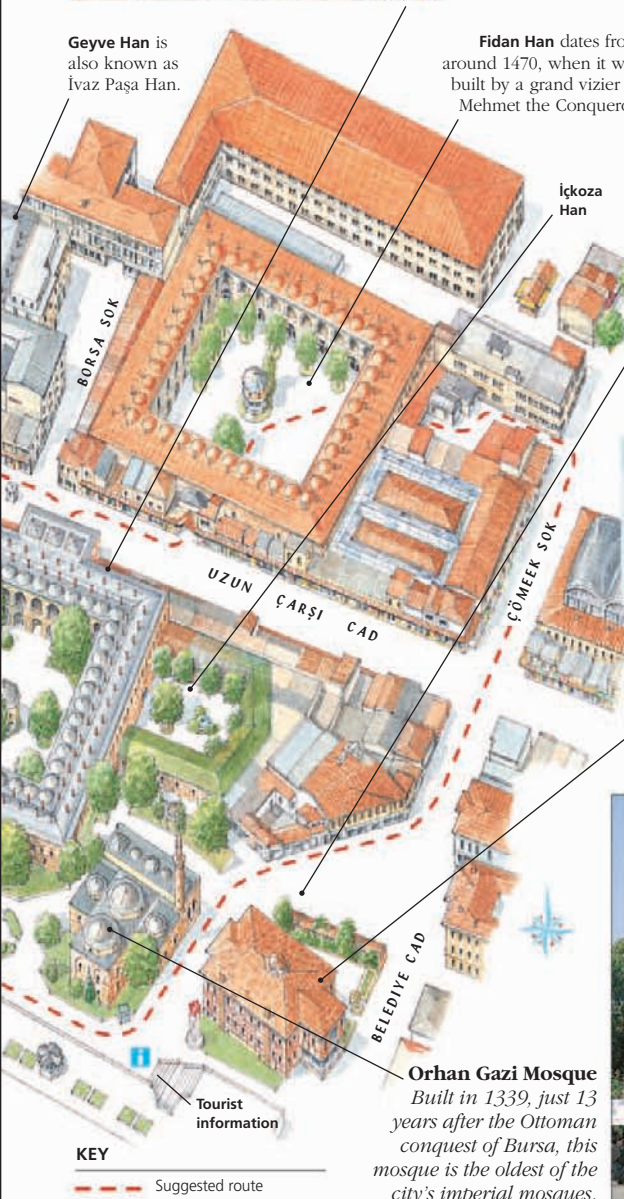 Geyve Han is
also known as
İvaz Paşa Han.
Fidan Han dates
around 1470, when it
built by a grand vizier
Mehmet the
İçkoza
Han
BORSA SOK
UZUN ÇARŞI CAD
ÇÖMEEK SOK
BELEDIYE CAD
Orhan Gazi Mosque
Built in 1339, just 13
years after the Ottoman
conquest of Bursa, this
mosque is the oldest of the
city's imperial mosques.
i
Tourist
information
KEY
Suggested route